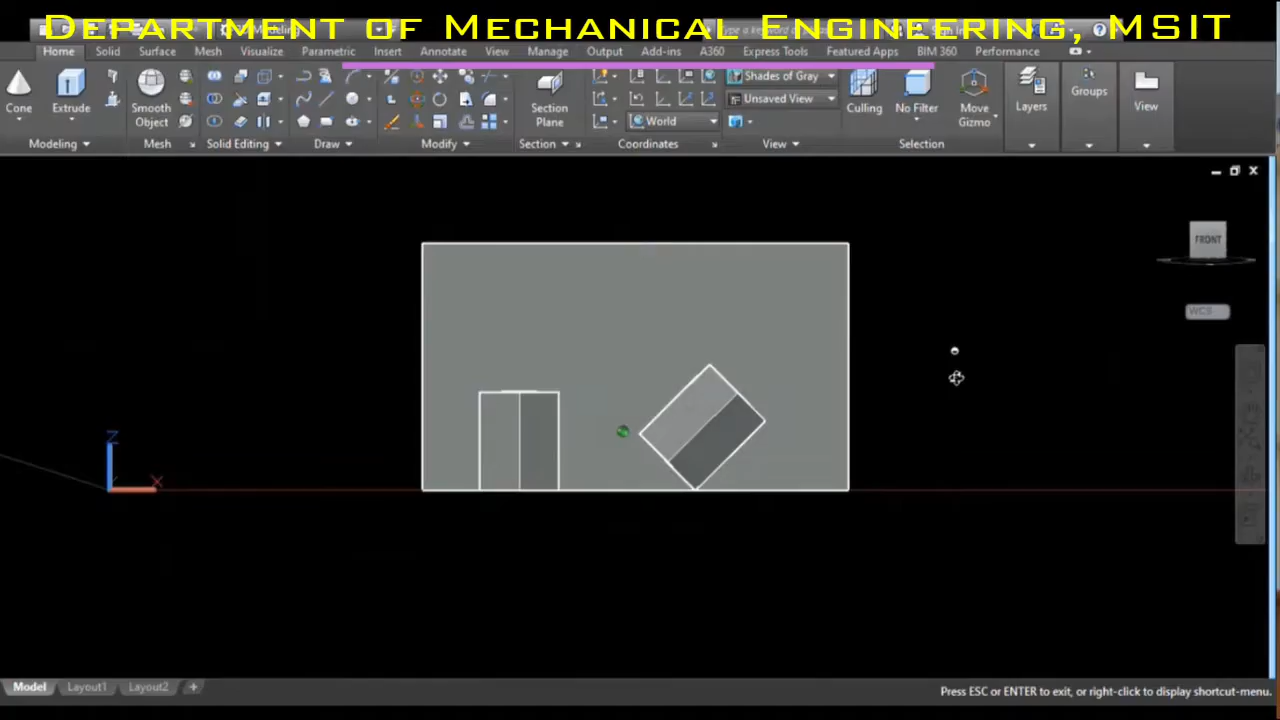 Department of Mechanical Engineering, MSIT
Home Solid Surface Mesh Visualize Parametric Insert Annotate View Manage Output Add-ins A360 Express Tools Featured Apps BIM 360 Performance
Shades of Gray
Unsaved View
Cone Extrude Smooth Object Section Plane World Culling No Filter Move Gizmo Layers Groups View
Modeling Mesh Solid Editing Draw Modify Section Coordinates View Selection
FRONT
WCS
Z
X
Model Layout1 Layout2 +
Press ESC or ENTER to exit, or right-click to display shortcut-menu.